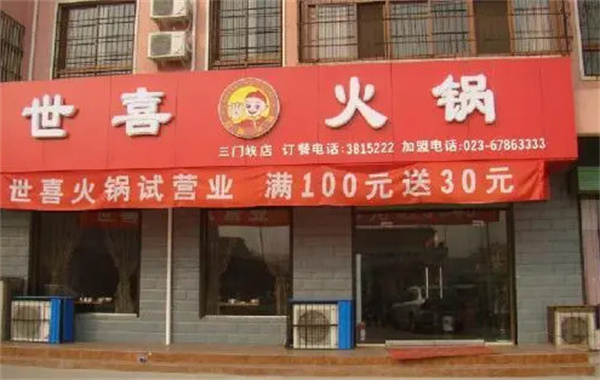 世喜火锅
三门峡店 订餐电话:3815222 加盟电话:023-67863333
世喜火锅试营业 满100元送30元